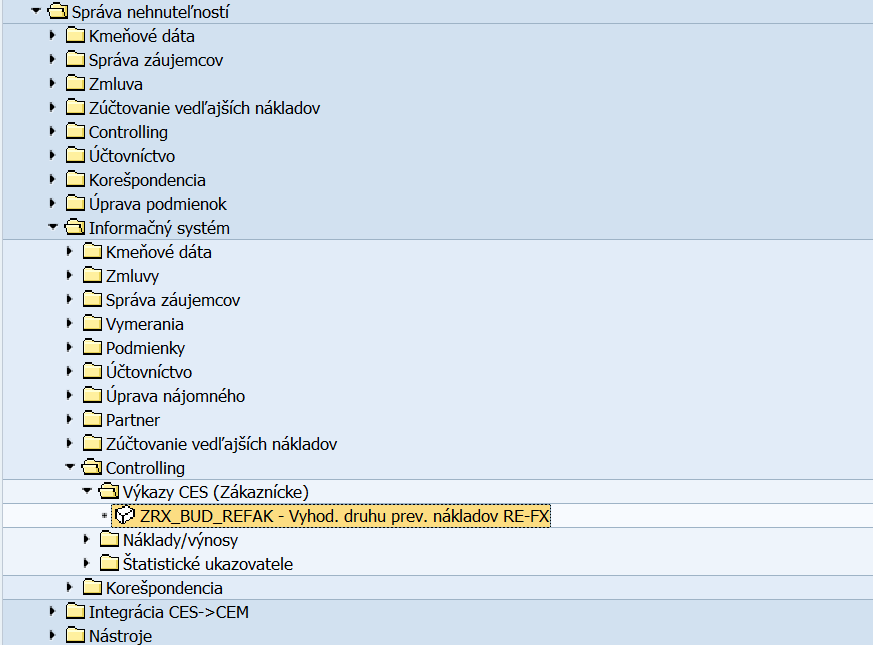 Správa nehnuteľností
Kmeňové dáta
Správa záujemcov
Zmluva
Zúčtovanie vedľajších nákladov
Controlling
Účtovníctvo
Korešpondencia
Úprava podmienok
Informačný systém
Kmeňové dáta
Zmluvy
Správa záujemcov
Vymerania
Podmienky
Účtovníctvo
Úprava nájomného
Partner
Zúčtovanie vedľajších nákladov
Controlling
Výkazy CES (Zákaznícke)
ZRX_BUD_REFAK - Vyhod. druhu prev. nákladov RE-FX
Náklady/výnosy
Štatistické ukazovatele
Korešpondencia
Integrácia CES->CEM
Nástroje